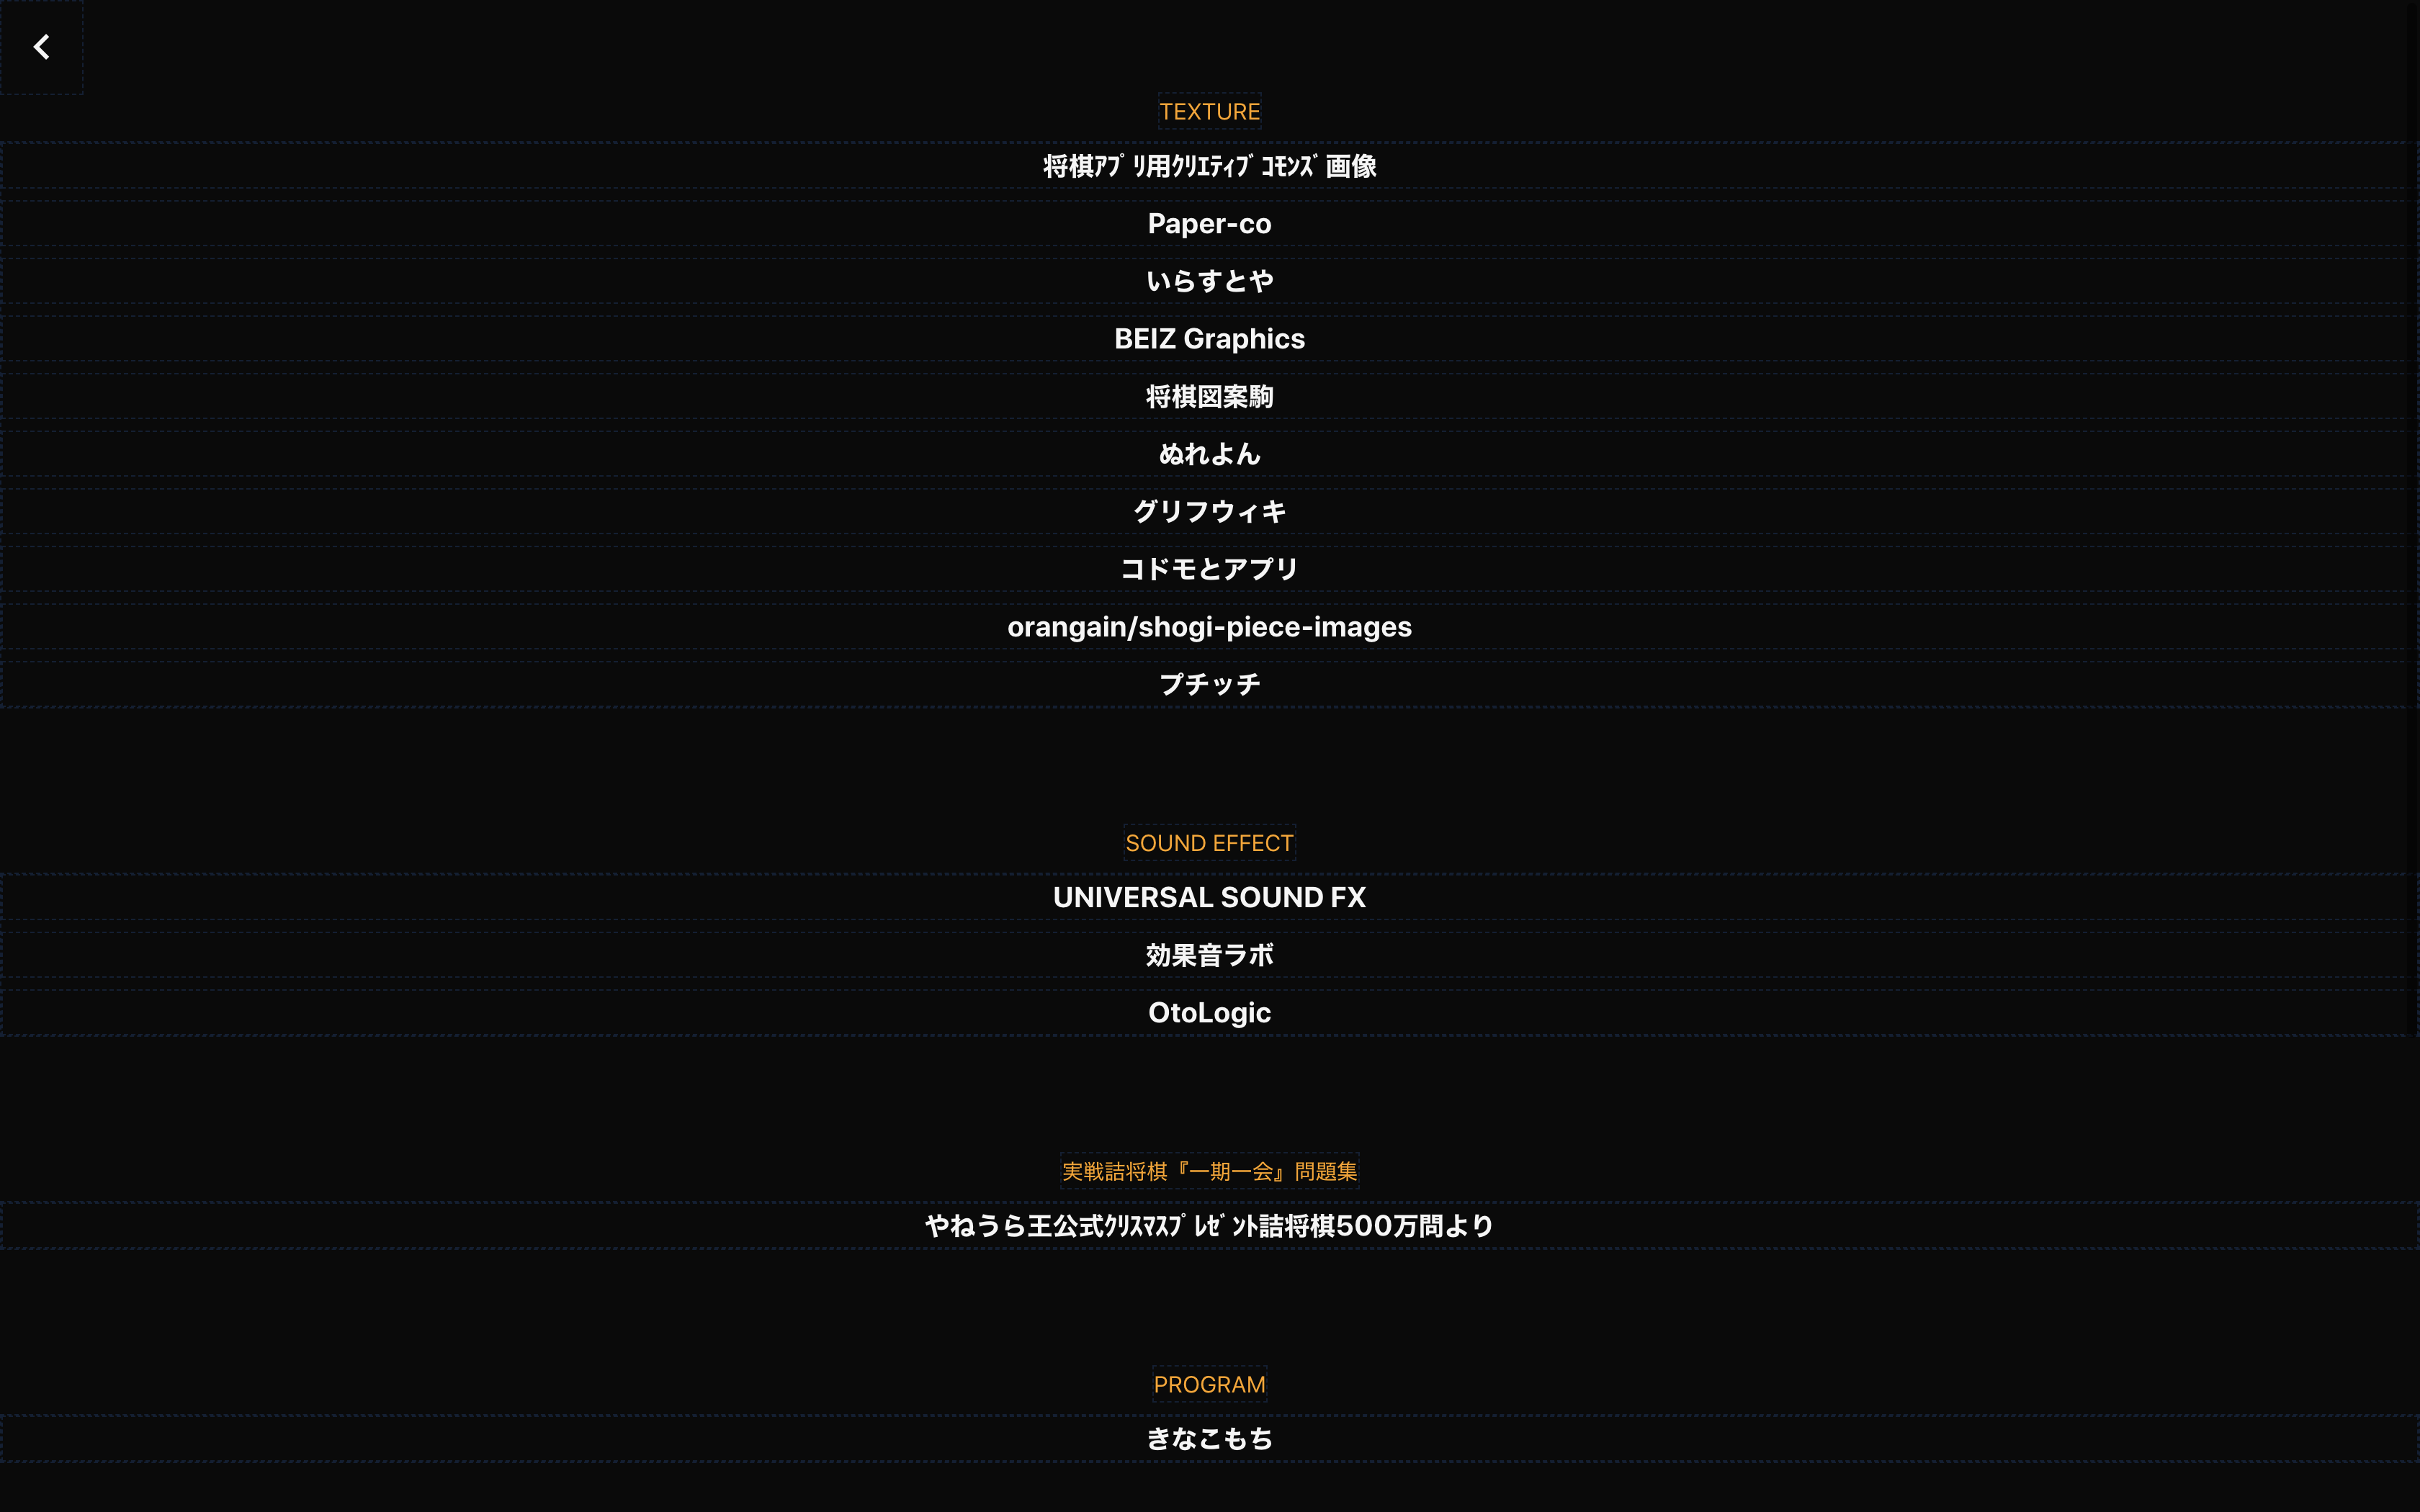 TEXTURE
将棋ｱﾌﾟﾘ用ｸﾘｴﾃｨﾌﾞｺﾓﾝｽﾞ画像
Paper-co
いらすとや
BEIZ Graphics
将棋図案駒
ぬれよん
グリフウィキ
コドモとアプリ
orangain/shogi-piece-images
プチッチ
SOUND EFFECT
UNIVERSAL SOUND FX
効果音ラボ
OtoLogic
実戦詰将棋『一期一会』問題集
やねうら王公式ｸﾘｽﾏｽﾌﾟﾚｾﾞﾝﾄ詰将棋500万問より
PROGRAM
きなこもち